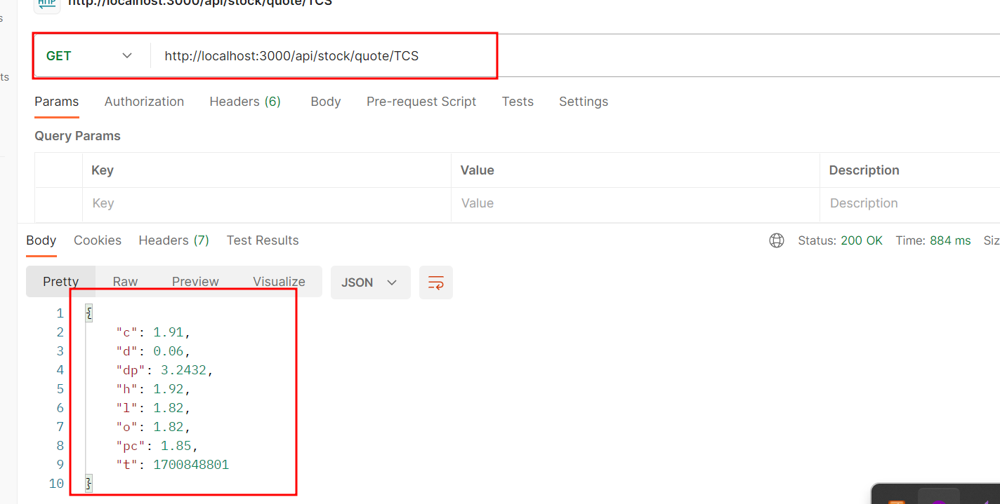 HTTP http://localhost:3000/api/stock/quote/TCS
s
GET http://localhost:3000/api/stock/quote/TCS
ts
Params Authorization Headers (6) Body Pre-request Script Tests Settings
Query Params
Key Value Description
Key Value Description
Body Cookies Headers (7) Test Results Status: 200 OK Time: 884 ms Siz
Pretty Raw Preview Visualize JSON
1 {
2 "c": 1.91,
3 "d": 0.06,
4 "dp": 3.2432,
5 "h": 1.92,
6 "l": 1.82,
7 "o": 1.82,
8 "pc": 1.85,
9 "t": 1700848801
10 }